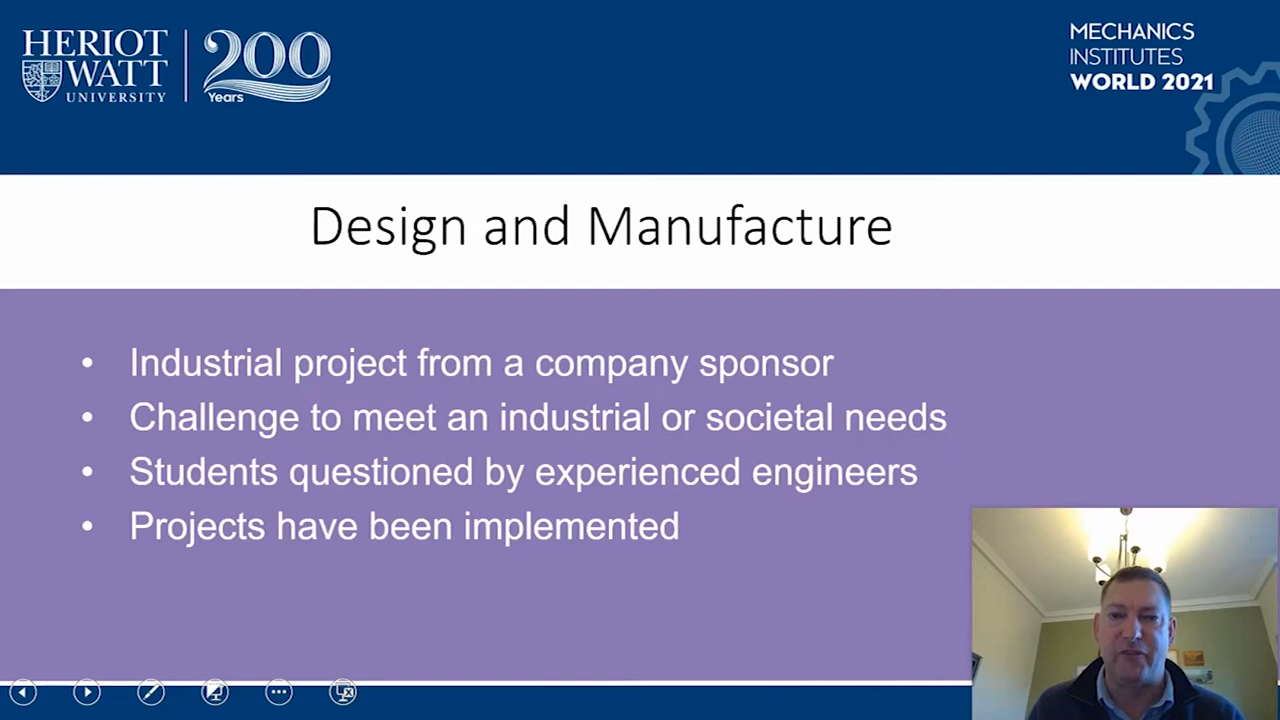 HERIOT
WATT
UNIVERSITY
200
Years
MECHANICS
INSTITUTES
WORLD 2021
Design and Manufacture
• Industrial project from a company sponsor
• Challenge to meet an industrial or societal needs
• Students questioned by experienced engineers
• Projects have been implemented